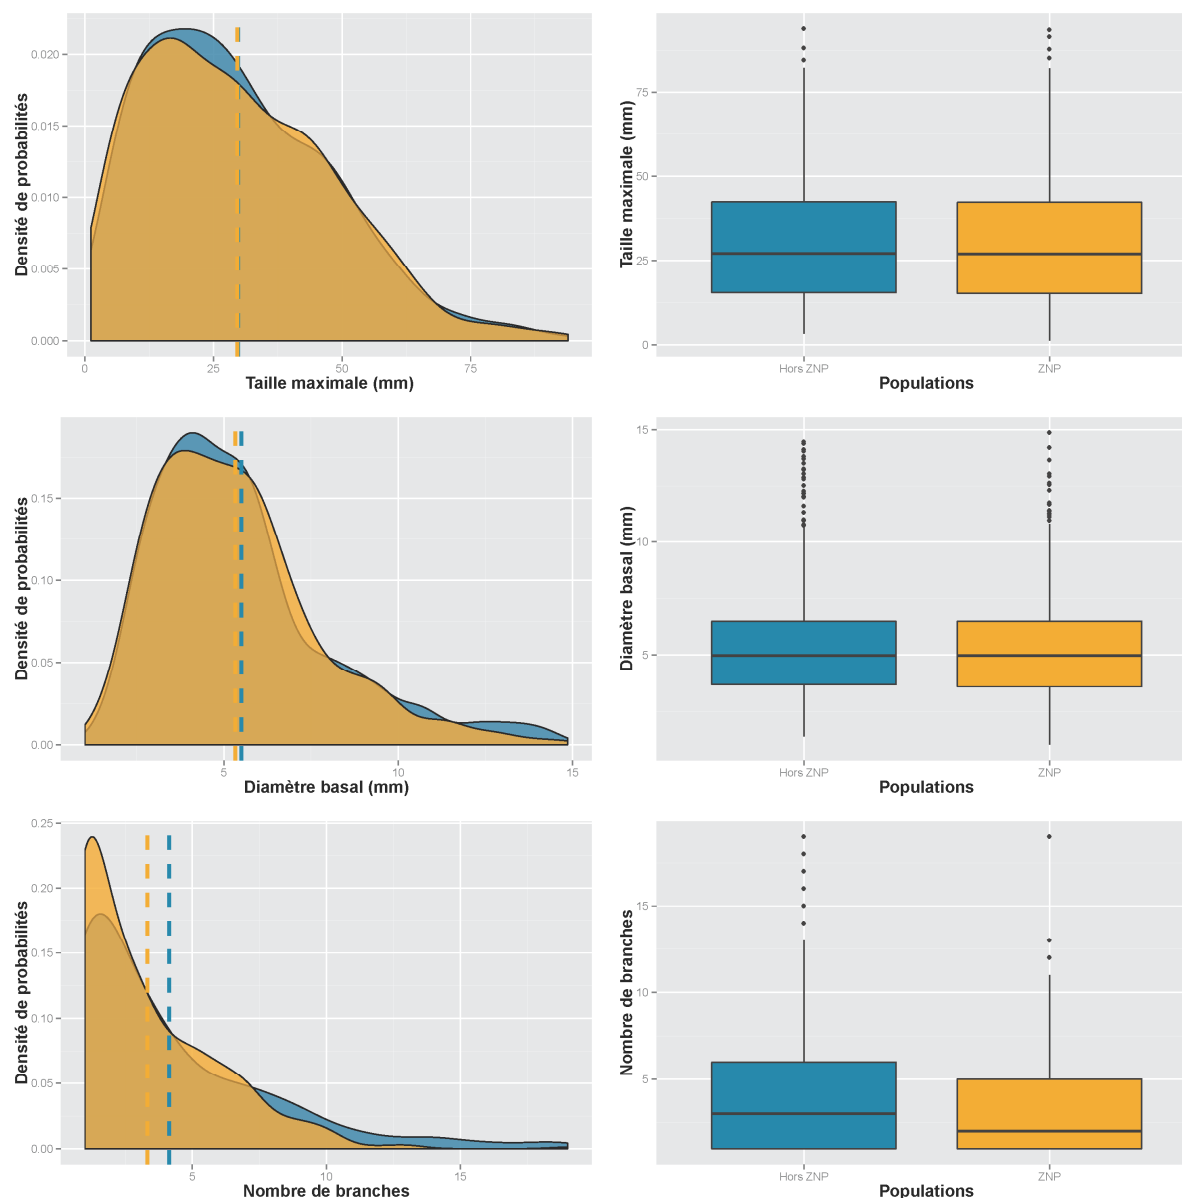 Densité de probabilités
0.020
0.015
0.010
0.005
0.000
0
25
50
75
Taille maximale (mm)
Taille maximale (mm)
75
50
25
0
Hors ZNP
ZNP
Populations
Densité de probabilités
0.15
0.10
0.05
0.00
5
10
15
Diamètre basal (mm)
Diamètre basal (mm)
15
10
5
Hors ZNP
ZNP
Populations
Densité de probabilités
0.25
0.20
0.15
0.10
0.05
0.00
5
10
15
Nombre de branches
Nombre de branches
15
10
5
Hors ZNP
ZNP
Populations